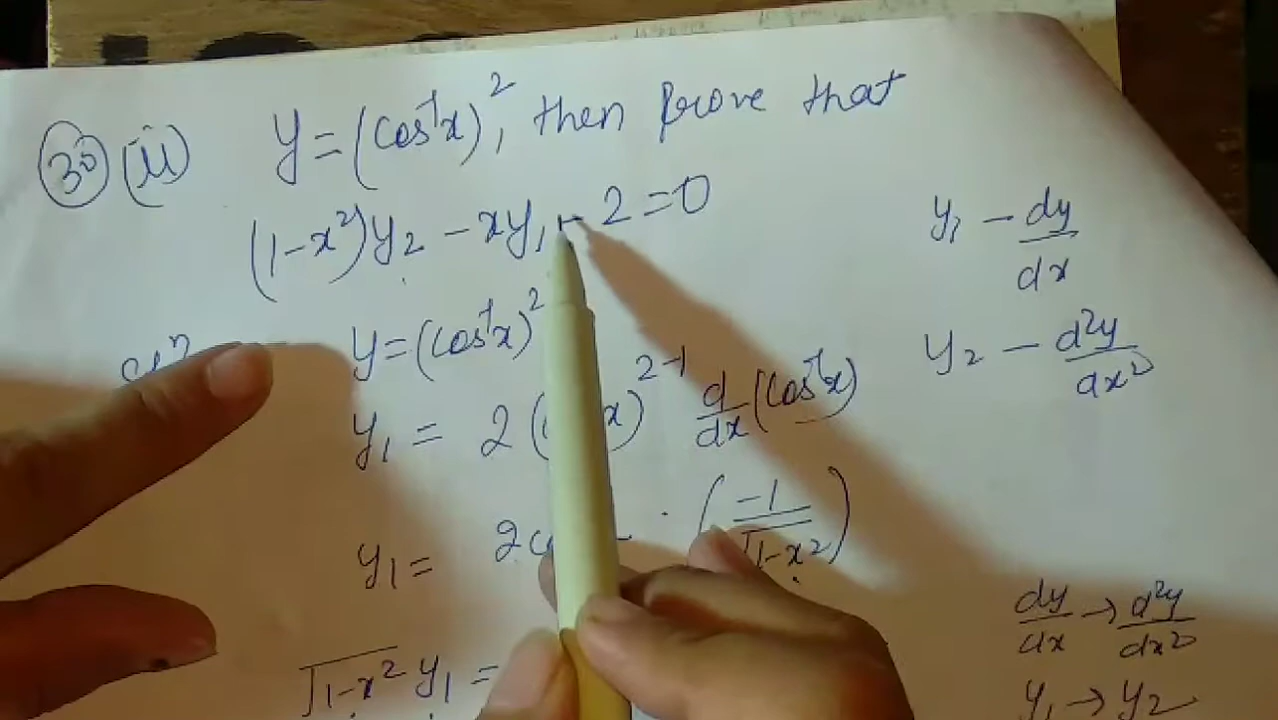 30 (ii) y = (cos⁻¹x)², then prove that
(1-x²)y₂ - xy₁ - 2 = 0
y₁ - dy/dx
y = (cos⁻¹x)²
y₂ - d²y/dx²
y₁ = 2 ( x)²⁻¹ d/dx (cos⁻¹x)
y₁ = 2 · (-1/√1-x²)
dy/dx → d²y/dx²
√1-x² y₁ =
y₁ → y₂